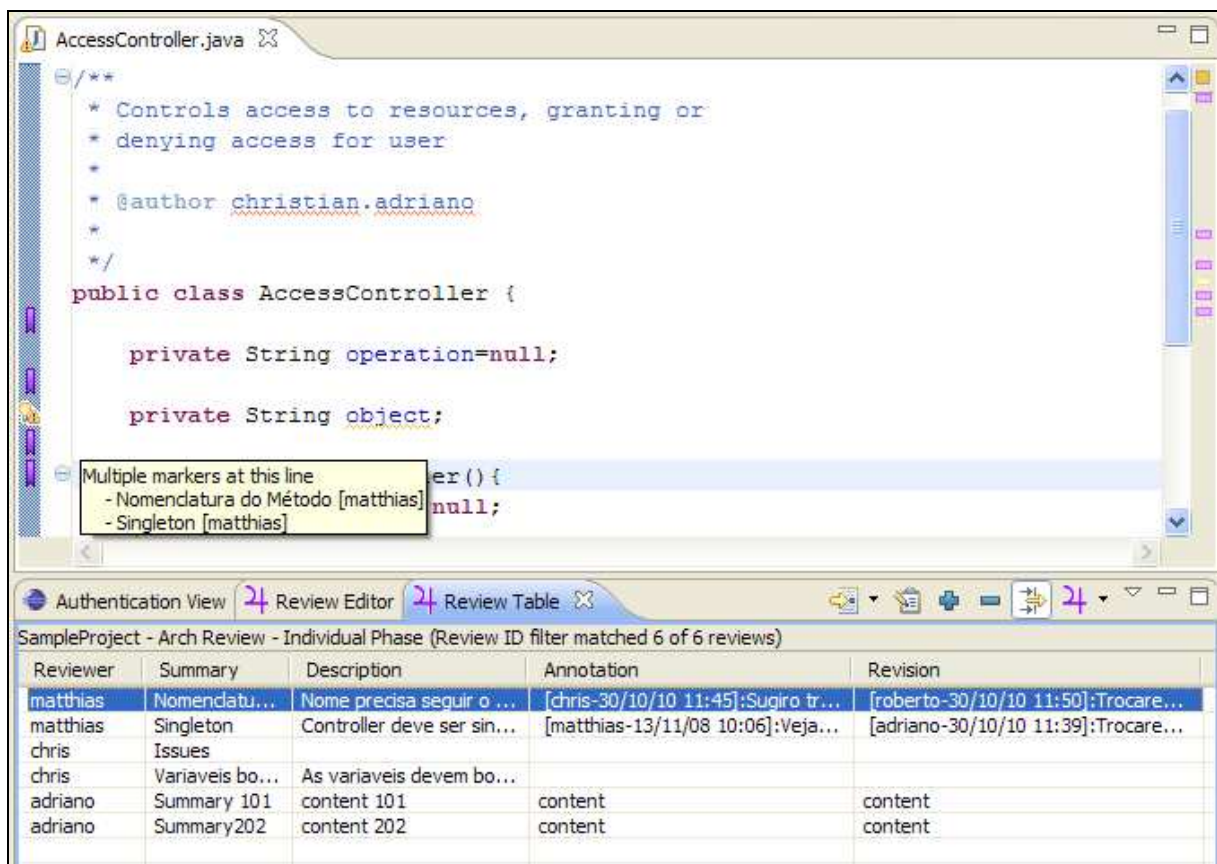 AccessController.java
/**
* Controls access to resources, granting or
* denying access for user
*
* @author christian.adriano
*
*/
public class AccessController {
private String operation=null;
private String object;
er(){
Multiple markers at this line
- Nomenclatura do Método [matthias]
- Singleton [matthias]
null;
Authentication View Review Editor Review Table
SampleProject - Arch Review - Individual Phase (Review ID filter matched 6 of 6 reviews)
Reviewer Summary Description Annotation Revision
matthias Nomenclatu... Nome precisa seguir o ... [chris-30/10/10 11:45]:Sugiro tr... [roberto-30/10/10 11:50]:Trocare...
matthias Singleton Controller deve ser sin... [matthias-13/11/08 10:06]:Veja... [adriano-30/10/10 11:39]:Trocare...
chris Issues
chris Variaveis bo... As variaveis devem bo...
adriano Summary 101 content 101 content content
adriano Summary202 content 202 content content